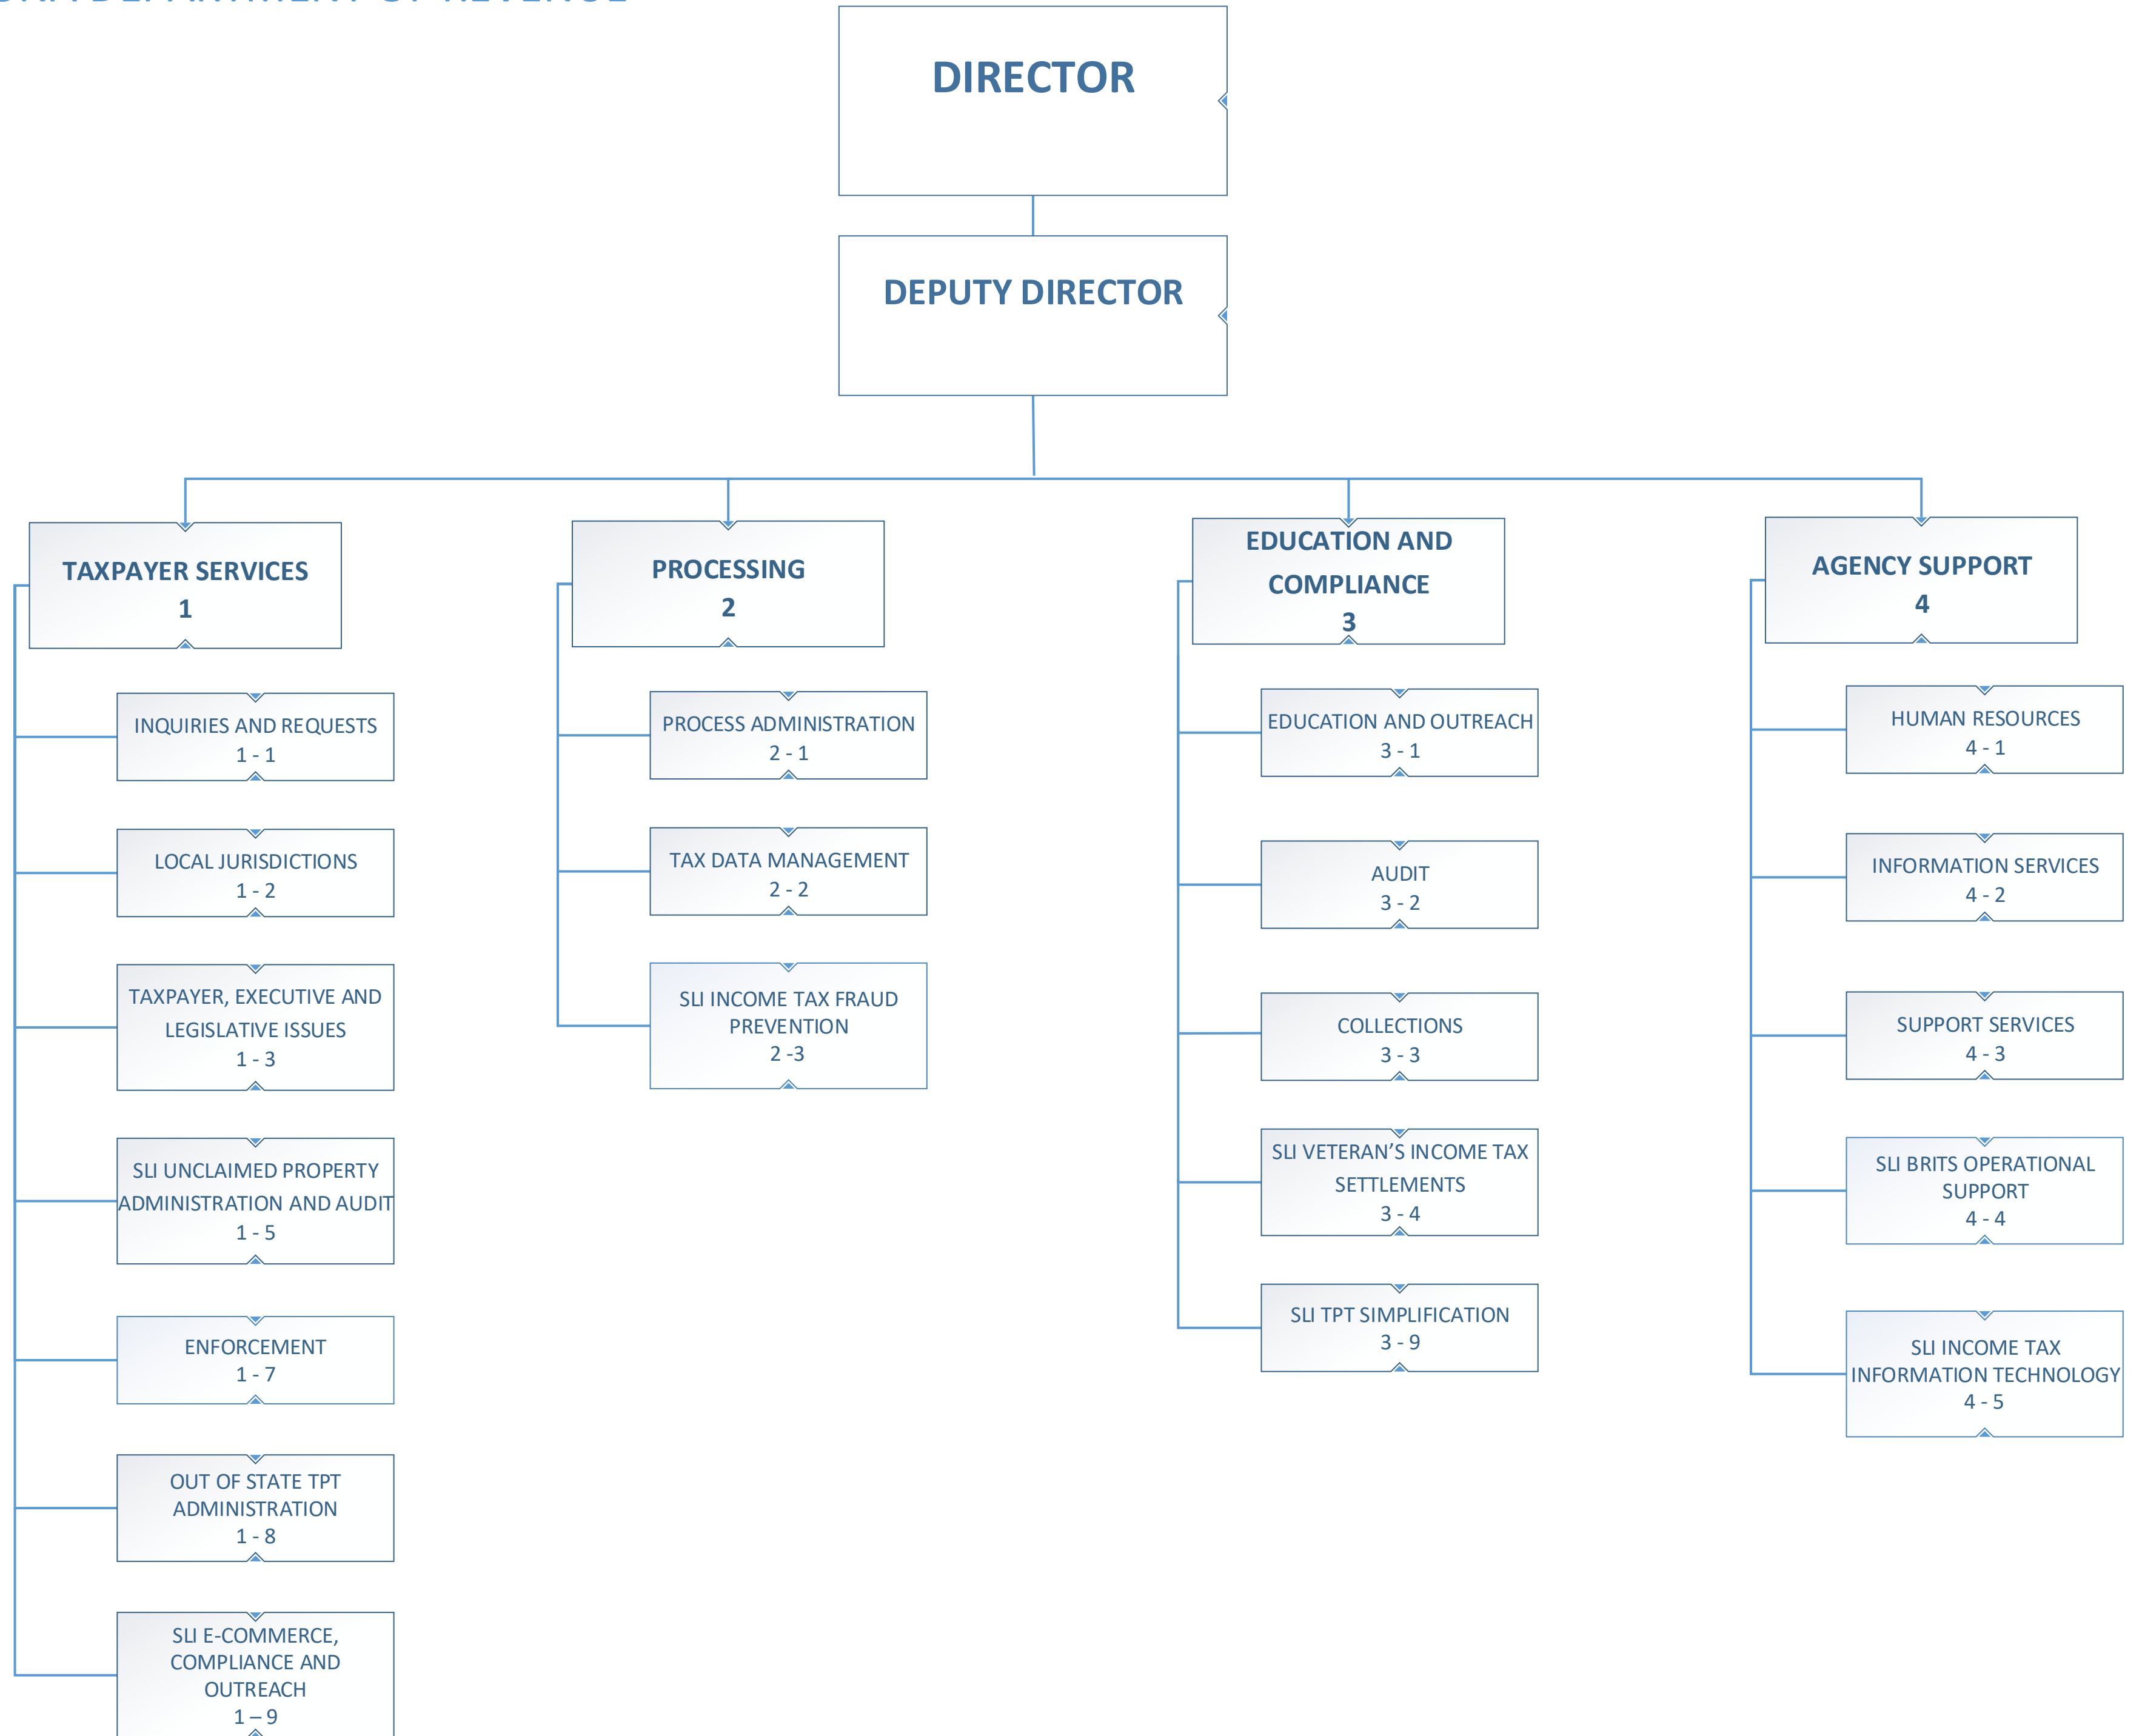 DEPARTMENT OF REVENUE
DIRECTOR
DEPUTY DIRECTOR
TAXPAYER SERVICES
1
INQUIRIES AND REQUESTS
1 - 1
LOCAL JURISDICTIONS
1 - 2
TAXPAYER, EXECUTIVE AND
LEGISLATIVE ISSUES
1 - 3
SLI UNCLAIMED PROPERTY
ADMINISTRATION AND AUDIT
1 - 5
ENFORCEMENT
1 - 7
OUT OF STATE TPT
ADMINISTRATION
1 - 8
SLI E-COMMERCE,
COMPLIANCE AND
OUTREACH
1 – 9
PROCESSING
2
PROCESS ADMINISTRATION
2 - 1
TAX DATA MANAGEMENT
2 - 2
SLI INCOME TAX FRAUD
PREVENTION
2 -3
EDUCATION AND
COMPLIANCE
3
EDUCATION AND OUTREACH
3 - 1
AUDIT
3 - 2
COLLECTIONS
3 - 3
SLI VETERAN’S INCOME TAX
SETTLEMENTS
3 - 4
SLI TPT SIMPLIFICATION
3 - 9
AGENCY SUPPORT
4
HUMAN RESOURCES
4 - 1
INFORMATION SERVICES
4 - 2
SUPPORT SERVICES
4 - 3
SLI BRITS OPERATIONAL
SUPPORT
4 - 4
SLI INCOME TAX
INFORMATION TECHNOLOGY
4 - 5